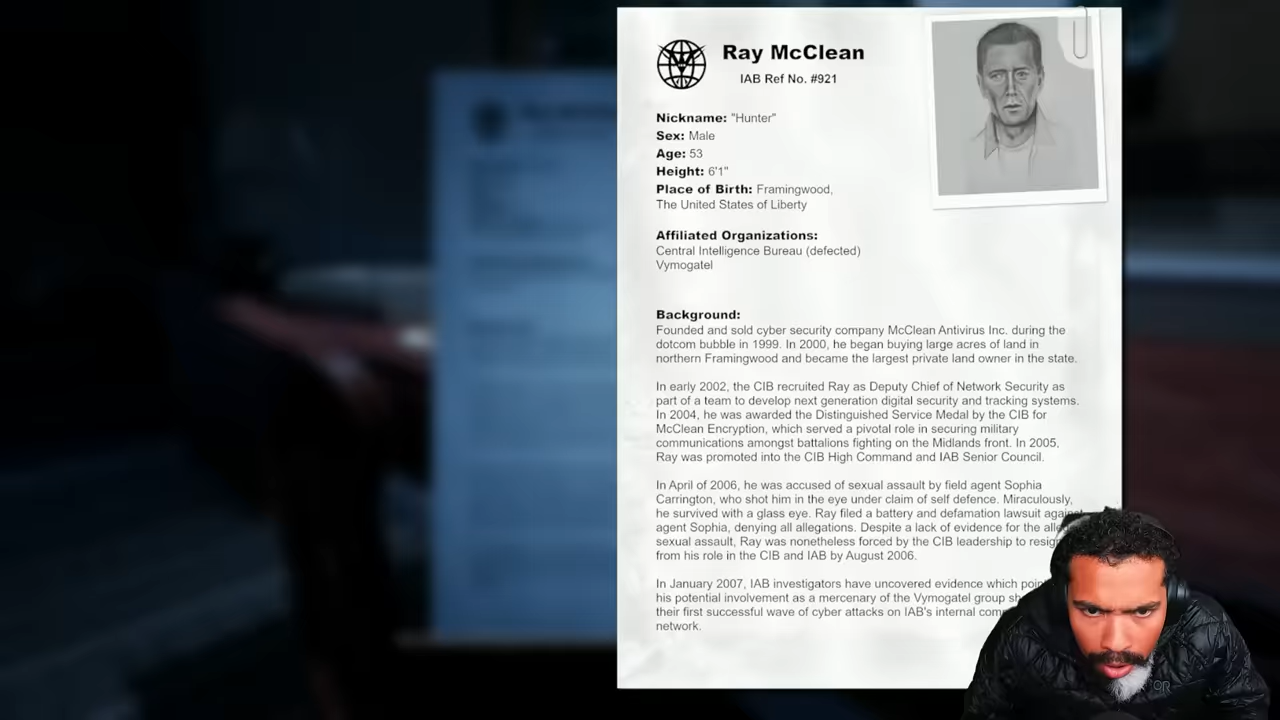 Ray McClean
IAB Ref No. #921
Nickname: "Hunter"
Sex: Male
Age: 53
Height: 6'1"
Place of Birth: Framingwood,
The United States of Liberty
Affiliated Organizations:
Central Intelligence Bureau (defected)
Vymogatel
Background:
Founded and sold cyber security company McClean Antivirus Inc. during the
dotcom bubble in 1999. In 2000, he began buying large acres of land in
northern Framingwood and became the largest private land owner in the state.
In early 2002, the CIB recruited Ray as Deputy Chief of Network Security as
part of a team to develop next generation digital security and tracking systems.
In 2004, he was awarded the Distinguished Service Medal by the CIB for
McClean Encryption, which served a pivotal role in securing military
communications amongst battalions fighting on the Midlands front. In 2005,
Ray was promoted into the CIB High Command and IAB Senior Council.
In April of 2006, he was accused of sexual assault by field agent Sophia
Carrington, who shot him in the eye under claim of self defence. Miraculously,
he survived with a glass eye. Ray filed a battery and defamation lawsuit against
agent Sophia, denying all allegations. Despite a lack of evidence for the
sexual assault, Ray was nonetheless forced by the CIB leadership to
from his role in the CIB and IAB by August 2006.
In January 2007, IAB investigators have uncovered evidence which
his potential involvement as a mercenary of the Vymogatel group
their first successful wave of cyber attacks on IAB's internal
network.